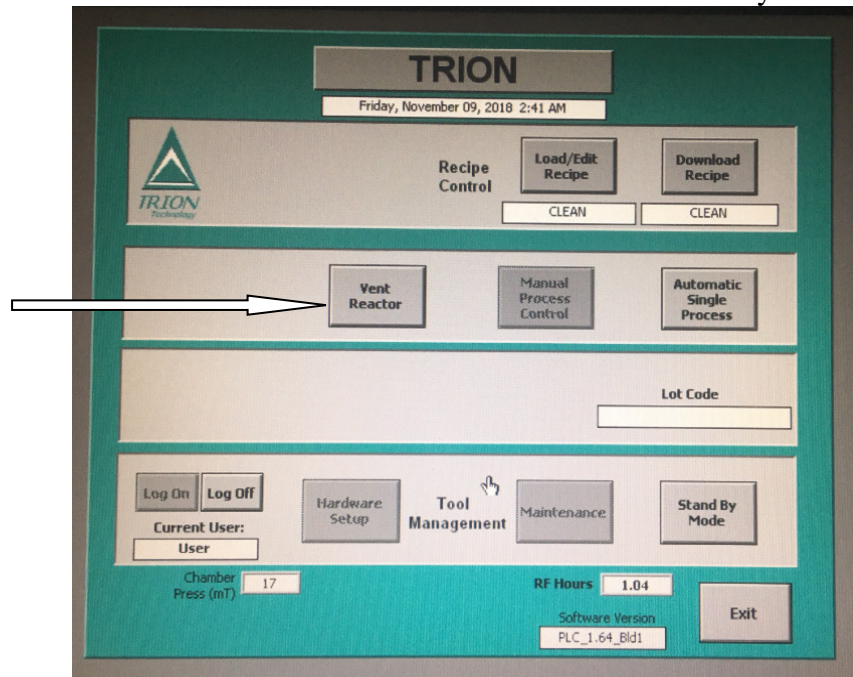 TRION
Friday, November 09, 2018 2:41 AM
TRION
Technology
Recipe
Control
Load/Edit
Recipe
Download
Recipe
CLEAN
CLEAN
Vent
Reactor
Manual
Process
Control
Automatic
Single
Process
Lot Code
Log On
Log Off
Current User:
User
Hardware
Setup
Tool
Management
Maintenance
Stand By
Mode
Chamber
Press (mT)
17
RF Hours
1.04
Software Version
PLC_1.64_Bld1
Exit